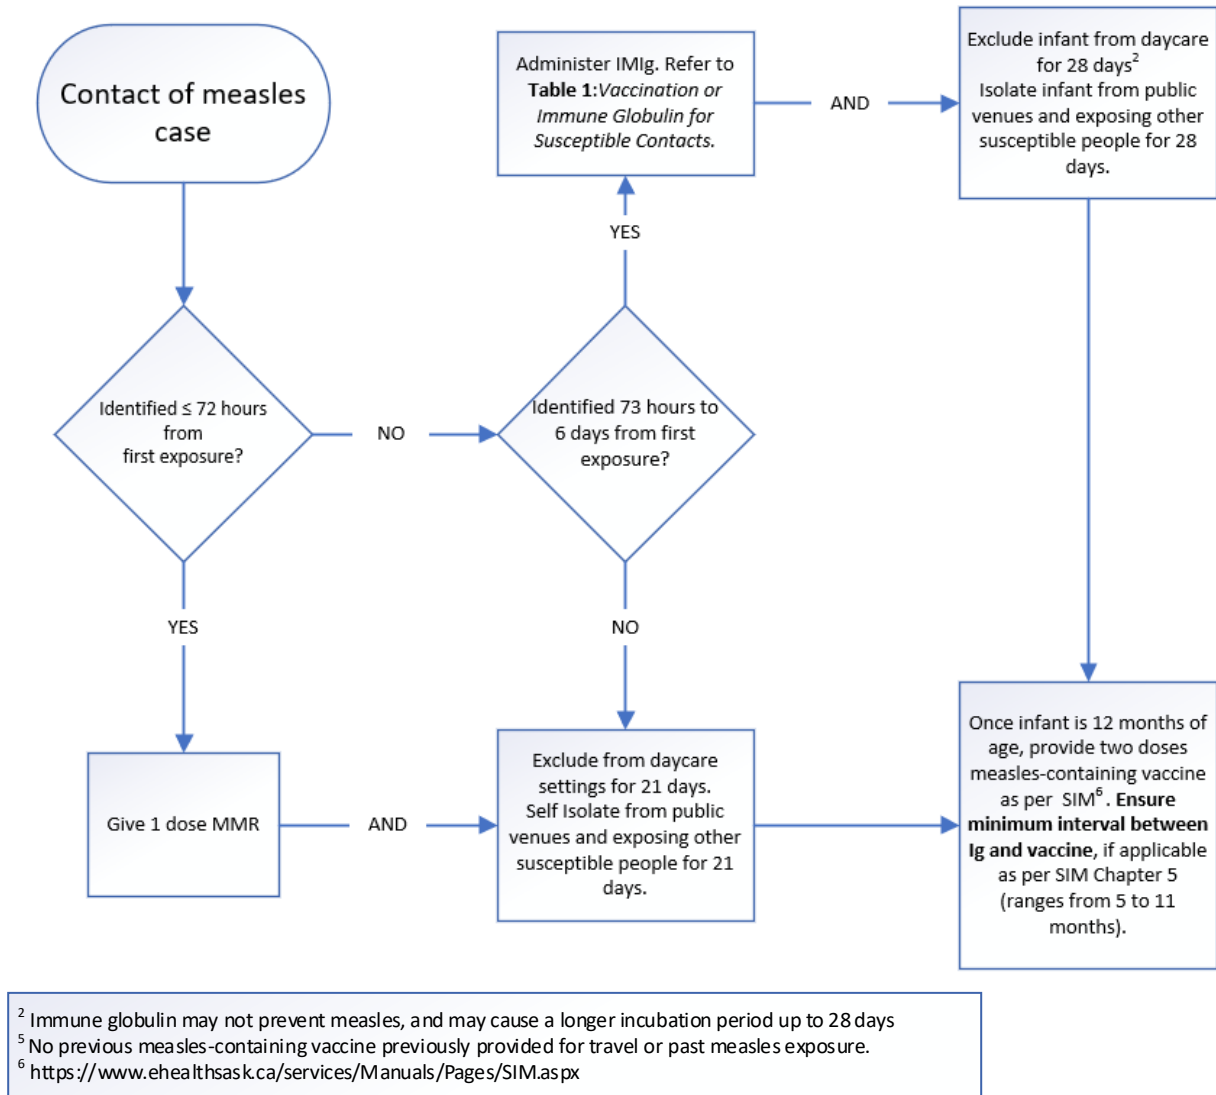 Contact of measles
case
Identified ≤ 72 hours
from
first exposure?
NO
YES
Give 1 dose MMR
AND
Administer IMIg. Refer to
Table 1:Vaccination or
Immune Globulin for
Susceptible Contacts.
AND
YES
Identified 73 hours to
6 days from first
exposure?
NO
Exclude from daycare
settings for 21 days.
Self Isolate from public
venues and exposing other
susceptible people for 21
days.
Exclude infant from daycare
for 28 days²
Isolate infant from public
venues and exposing other
susceptible people for 28
days.
Once infant is 12 months of
age, provide two doses
measles-containing vaccine
as per SIM⁶. Ensure
minimum interval between
Ig and vaccine, if applicable
as per SIM Chapter 5
(ranges from 5 to 11
months).
² Immune globulin may not prevent measles, and may cause a longer incubation period up to 28 days
⁵ No previous measles-containing vaccine previously provided for travel or past measles exposure.
⁶ https://www.ehealthsask.ca/services/Manuals/Pages/SIM.aspx